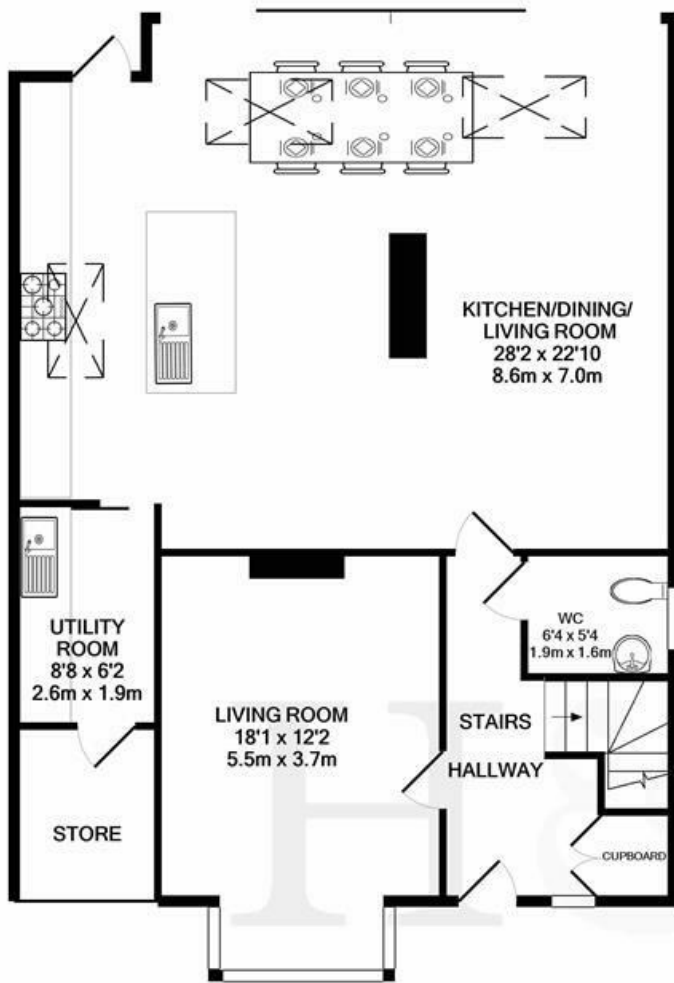 KITCHEN/DINING/
LIVING ROOM
28'2 x 22'10
8.6m x 7.0m
UTILITY
ROOM
8'8 x 6'2
2.6m x 1.9m
WC
6'4 x 5'4
1.9m x 1.6m
LIVING ROOM
18'1 x 12'2
5.5m x 3.7m
STAIRS
HALLWAY
STORE
CUPBOARD
H